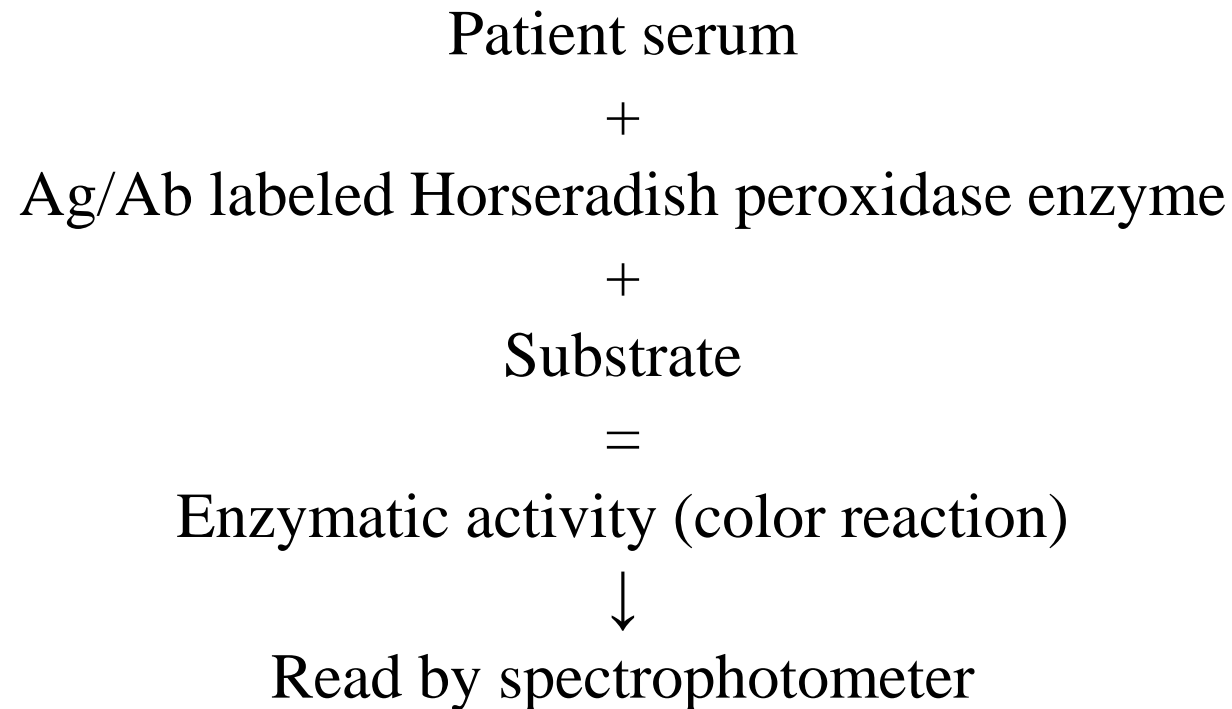 Patient serum
+
Ag/Ab labeled Horseradish peroxidase enzyme
+
Substrate
=
Enzymatic activity (color reaction)
↓
Read by spectrophotometer